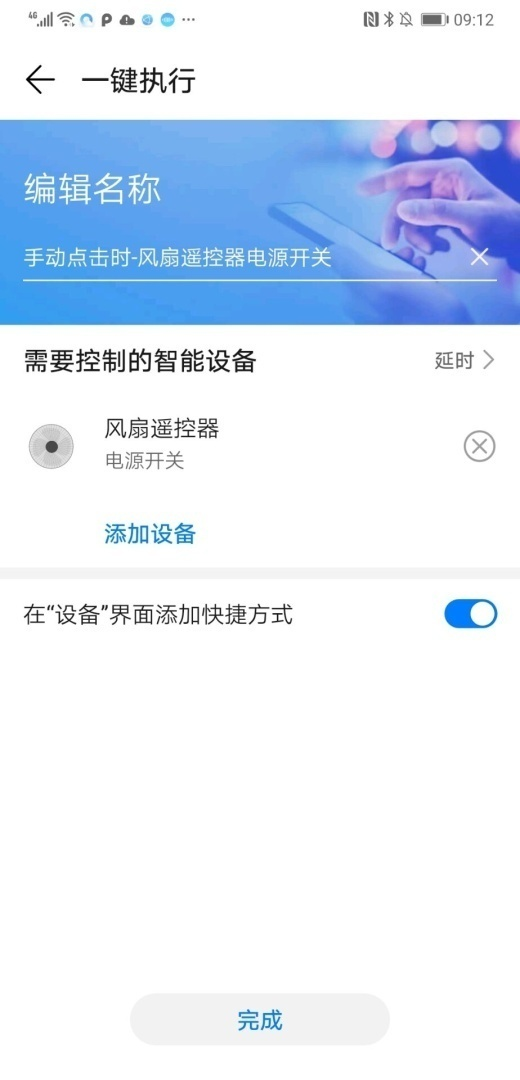 4G 09:12
一键执行
编辑名称
手动点击时-风扇遥控器电源开关
需要控制的智能设备 延时
风扇遥控器
电源开关
添加设备
在“设备”界面添加快捷方式
完成